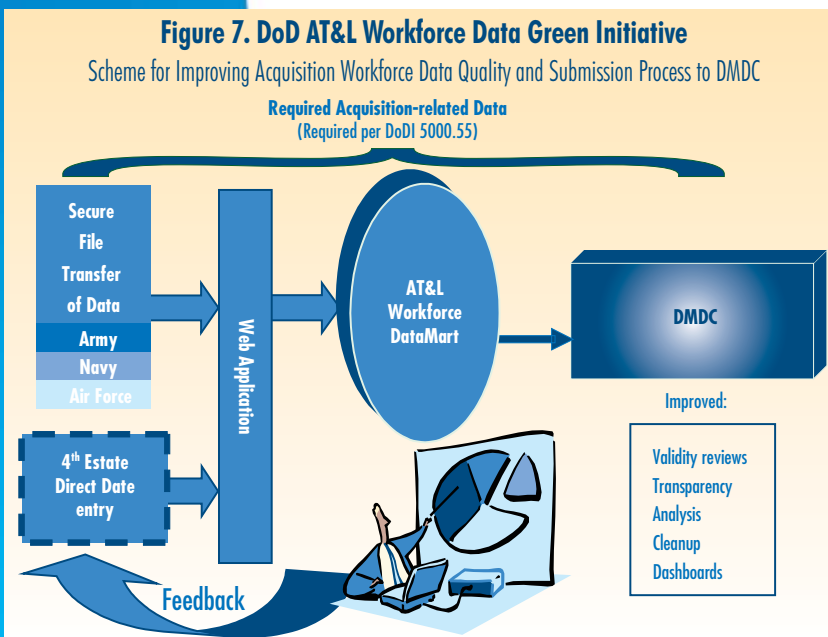 Figure 7. DoD AT&L Workforce Data Green Initiative
Scheme for Improving Acquisition Workforce Data Quality and Submission Process to DMDC
Required Acquisition-related Data
(Required per DoDI 5000.55)
Secure
File
Transfer
of Data
Army
Navy
Air Force
4th Estate
Direct Date
entry
Web Application
AT&L
Workforce
DataMart
DMDC
Improved:
Validity reviews
Transparency
Analysis
Cleanup
Dashboards
Feedback